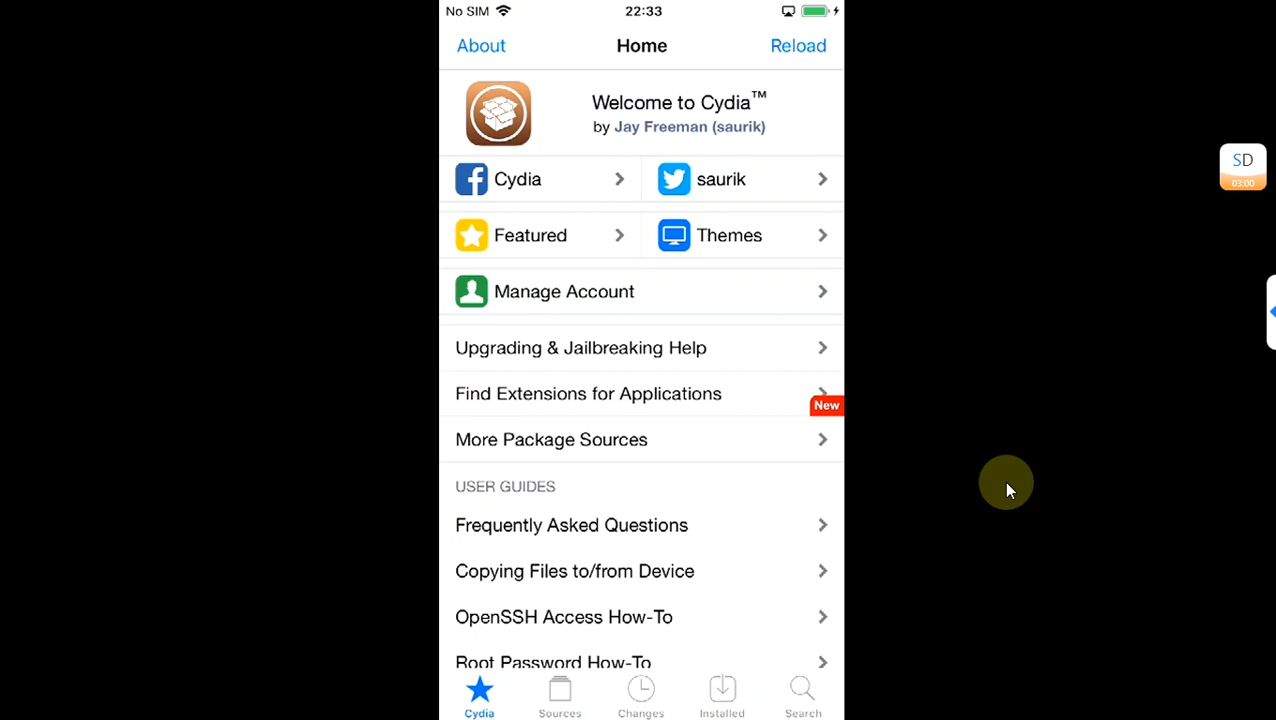 No SIM 22:33
About Home Reload
Welcome to Cydia™
by Jay Freeman (saurik)
Cydia
saurik
Featured
Themes
Manage Account
Upgrading & Jailbreaking Help
Find Extensions for Applications
New
More Package Sources
USER GUIDES
Frequently Asked Questions
Copying Files to/from Device
OpenSSH Access How-To
Root Password How-To
Cydia Sources Changes Installed Search
SD
03:00